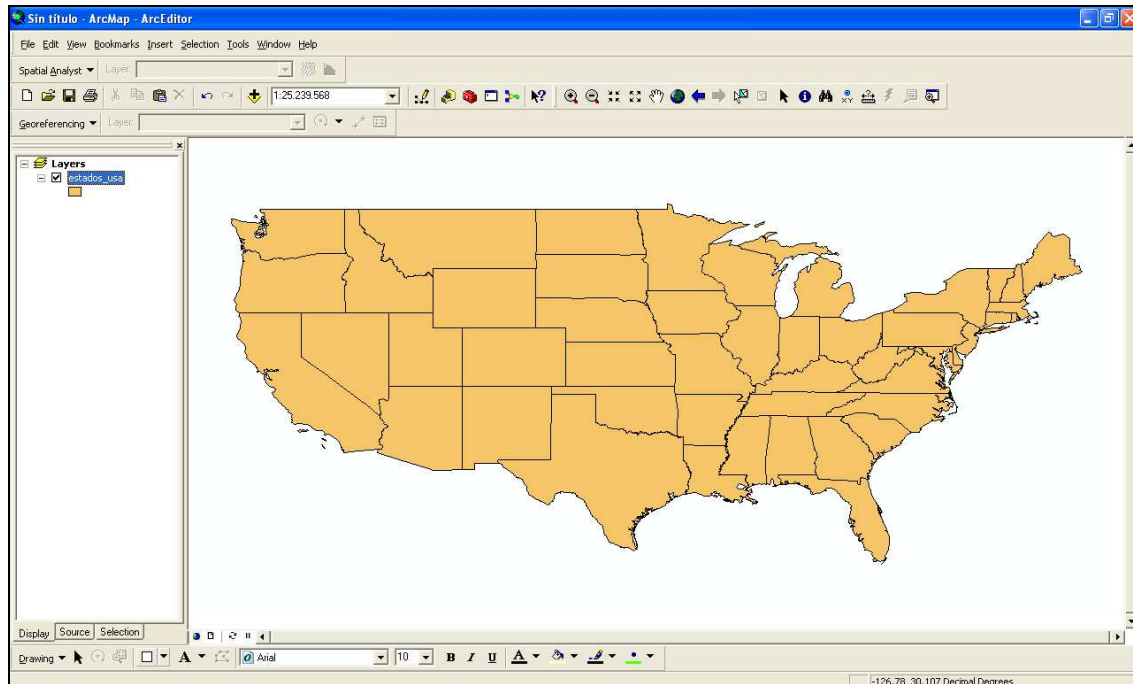 Sin título - ArcMap - ArcEditor
File Edit View Bookmarks Insert Selection Tools Window Help
Spatial Analyst Layer:
1:25.239.568
Georeferencing Layer:
Layers
estados_usa
Display Source Selection
Drawing A Arial 10 B I U A
-126,78 30,107 Decimal Degrees